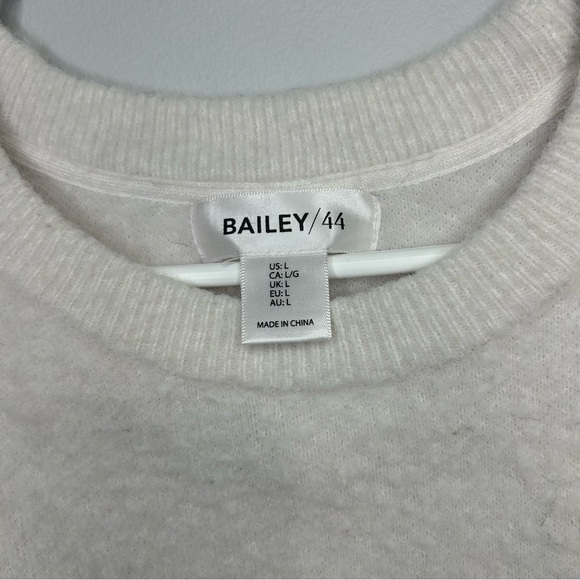 BAILEY/44
US: L
CA: L/G
UK: L
EU: L
AU: L
MADE IN CHINA